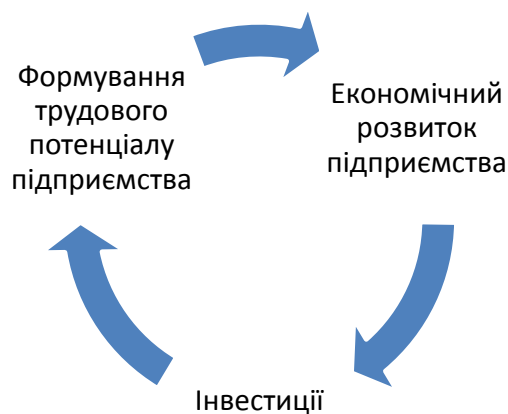 Формування
трудового
потенціалу
підприємства
Економічний
розвиток
підприємства
Інвестиції